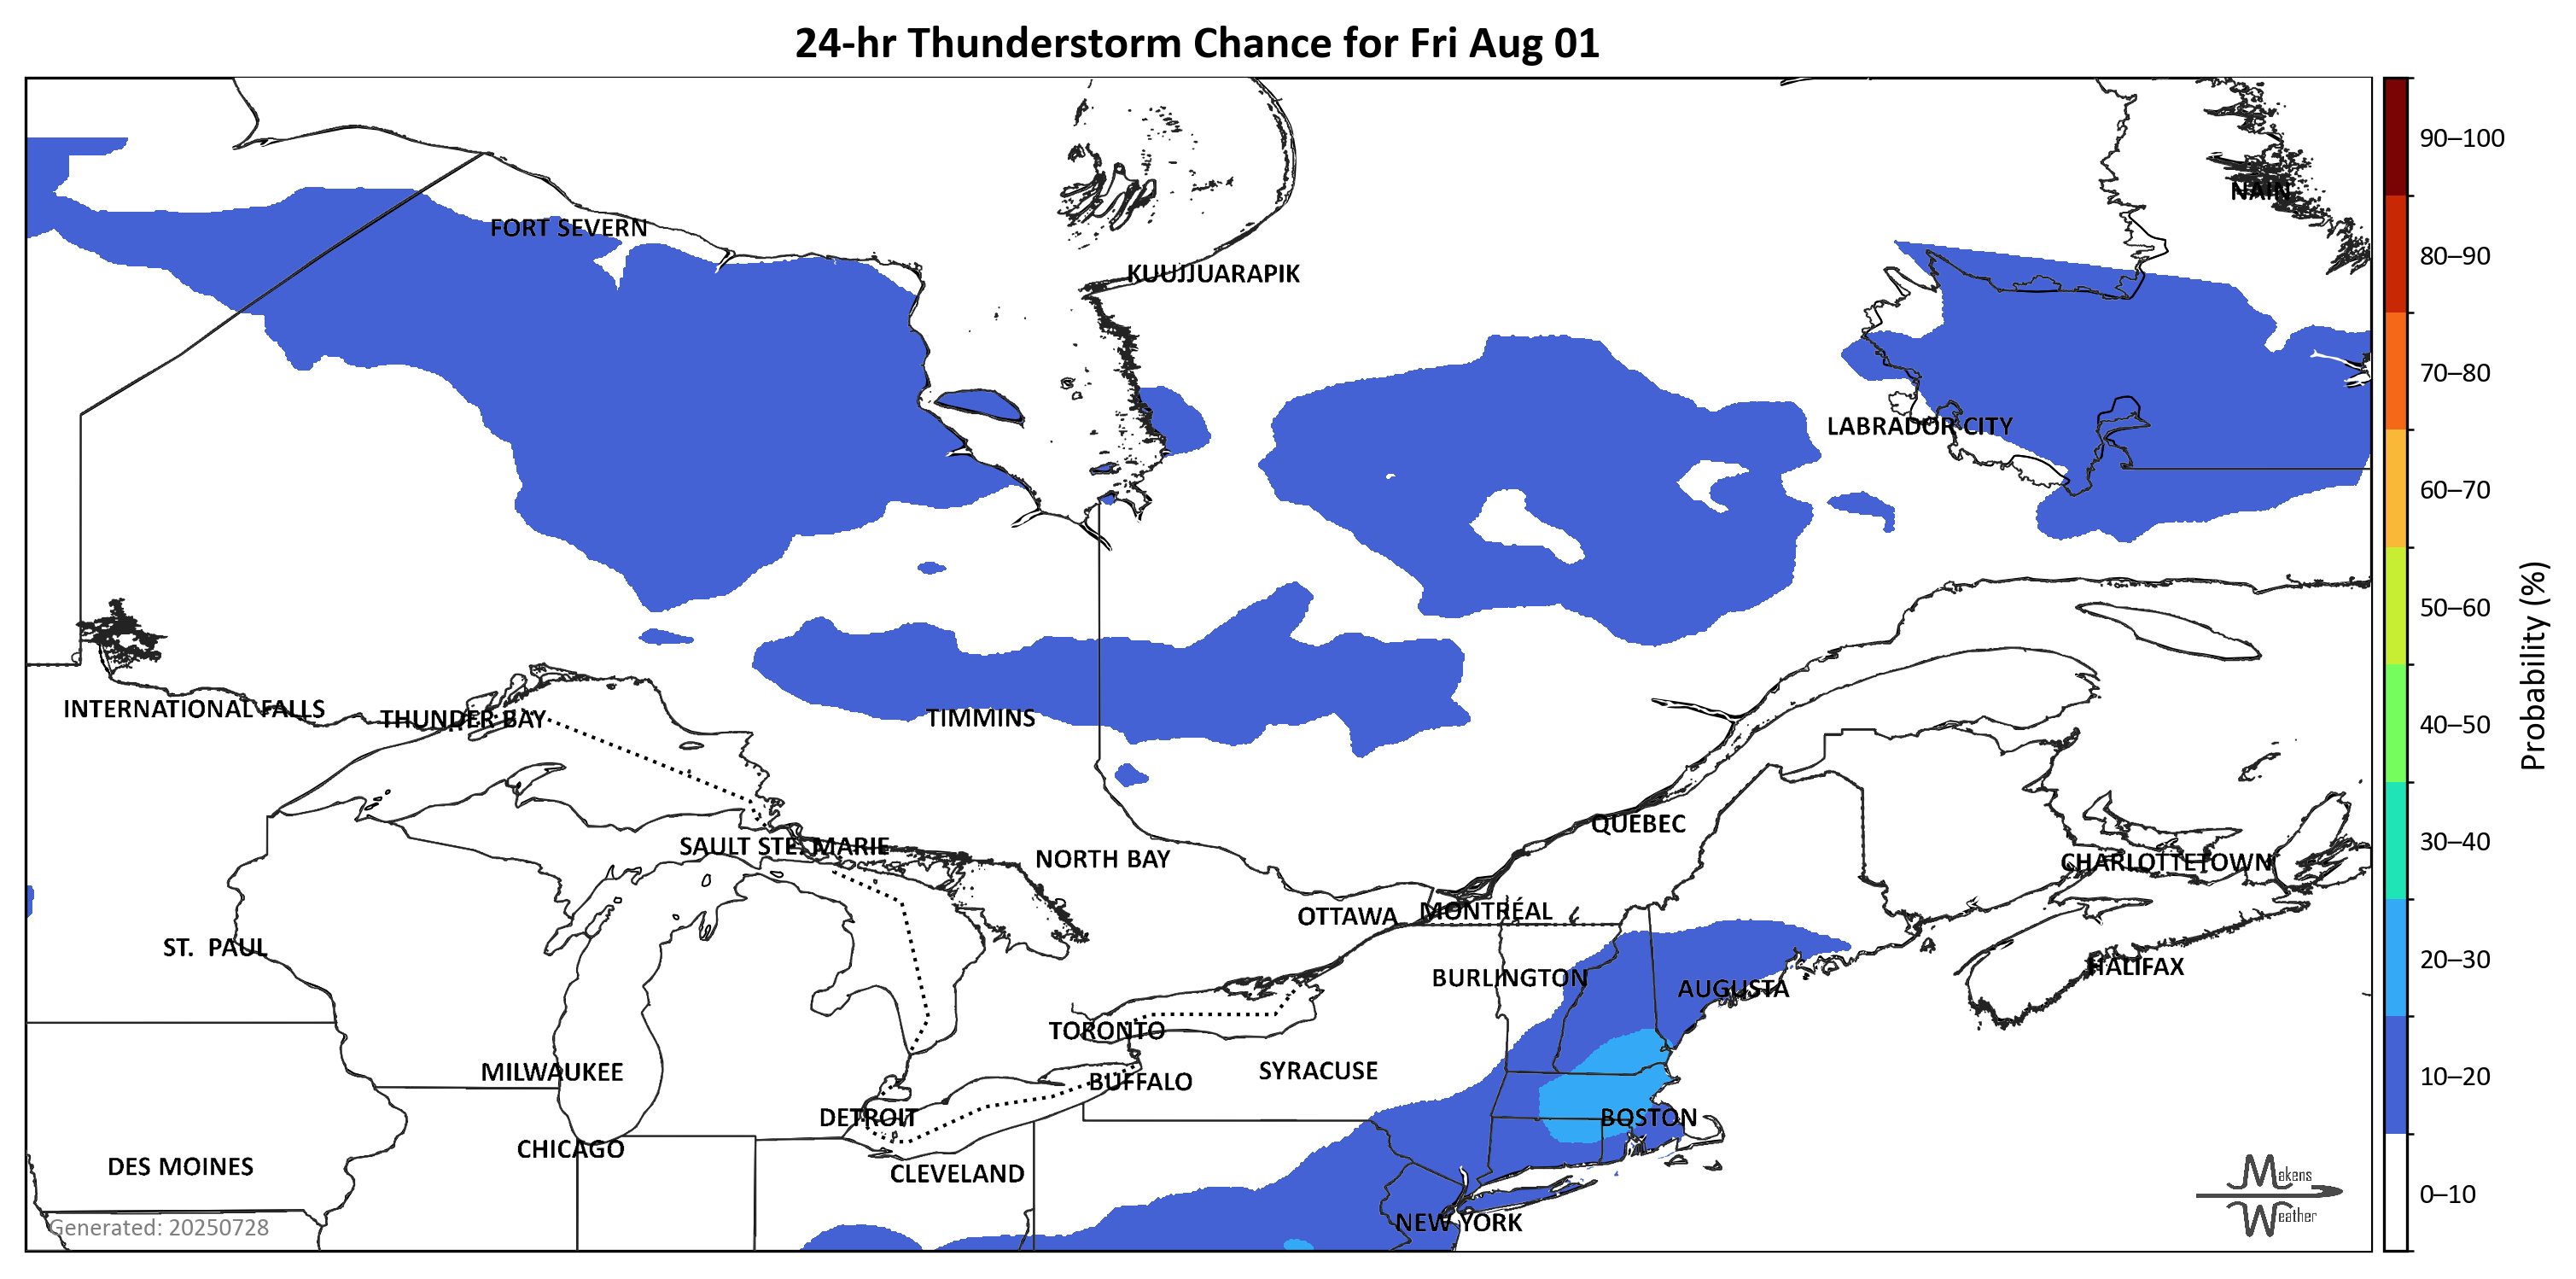 24-hr Thunderstorm Chance for Fri Aug 01
90–100
NAIN
FORT SEVERN
80–90
KUUJJUARAPIK
70–80
LABRADOR CITY
60–70
50–60
Probability (%)
INTERNATIONAL FALLS
THUNDER BAY
TIMMINS
40–50
QUEBEC
30–40
SAULT STE. MARIE
NORTH BAY
CHARLOTTETOWN
OTTAWA
MONTRÉAL
ST. PAUL
20–30
HALIFAX
BURLINGTON
AUGUSTA
TORONTO
MILWAUKEE
SYRACUSE
10–20
BUFFALO
DETROIT
BOSTON
CHICAGO
DES MOINES
CLEVELAND
Makens
Weather
0–10
NEW YORK
Generated: 20250728